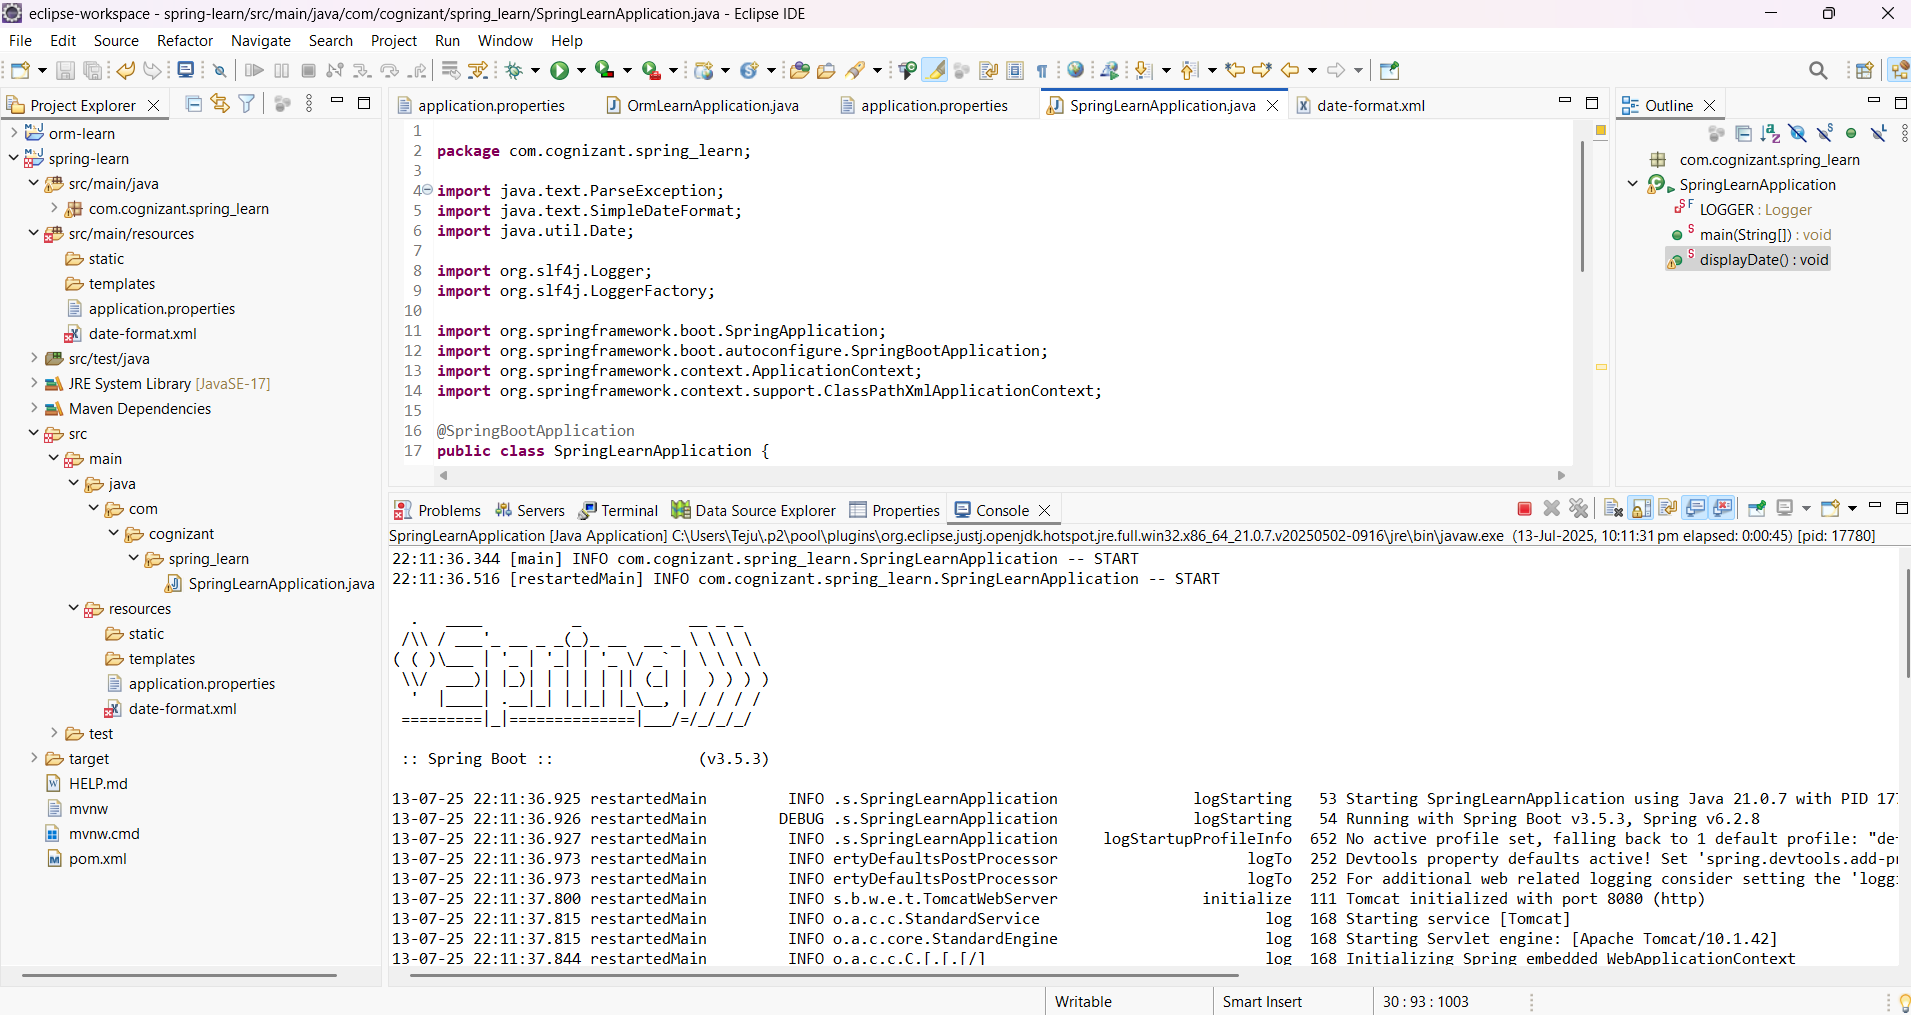 eclipse-workspace - spring-learn/src/main/java/com/cognizant/spring_learn/SpringLearnApplication.java - Eclipse IDE
File Edit Source Refactor Navigate Search Project Run Window Help
Project Explorer
orm-learn
spring-learn
src/main/java
com.cognizant.spring_learn
src/main/resources
static
templates
application.properties
date-format.xml
src/test/java
JRE System Library [JavaSE-17]
Maven Dependencies
src
main
java
com
cognizant
spring_learn
SpringLearnApplication.java
resources
static
templates
application.properties
date-format.xml
test
target
HELP.md
mvnw
mvnw.cmd
pom.xml
application.properties OrmLearnApplication.java application.properties SpringLearnApplication.java date-format.xml
1
2 package com.cognizant.spring_learn;
3
4 import java.text.ParseException;
5 import java.text.SimpleDateFormat;
6 import java.util.Date;
7
8 import org.slf4j.Logger;
9 import org.slf4j.LoggerFactory;
10
11 import org.springframework.boot.SpringApplication;
12 import org.springframework.boot.autoconfigure.SpringBootApplication;
13 import org.springframework.context.ApplicationContext;
14 import org.springframework.context.support.ClassPathXmlApplicationContext;
15
16 @SpringBootApplication
17 public class SpringLearnApplication {
Outline
com.cognizant.spring_learn
SpringLearnApplication
LOGGER : Logger
main(String[]) : void
displayDate() : void
Problems Servers Terminal Data Source Explorer Properties Console
SpringLearnApplication [Java Application] C:\Users\Teju\.p2\pool\plugins\org.eclipse.justj.openjdk.hotspot.jre.full.win32.x86_64_21.0.7.v20250502-0916\jre\bin\javaw.exe (13-Jul-2025, 10:11:31 pm elapsed: 0:00:45) [pid: 17780]
22:11:36.344 [main] INFO com.cognizant.spring_learn.SpringLearnApplication -- START
22:11:36.516 [restartedMain] INFO com.cognizant.spring_learn.SpringLearnApplication -- START
Spring
:: Spring Boot :: (v3.5.3)
13-07-25 22:11:36.925 restartedMain INFO .s.SpringLearnApplication logStarting 53 Starting SpringLearnApplication using Java 21.0.7 with PID 17
13-07-25 22:11:36.926 restartedMain DEBUG .s.SpringLearnApplication logStarting 54 Running with Spring Boot v3.5.3, Spring v6.2.8
13-07-25 22:11:36.927 restartedMain INFO .s.SpringLearnApplication logStartupProfileInfo 652 No active profile set, falling back to 1 default profile: "de
13-07-25 22:11:36.973 restartedMain INFO ertyDefaultsPostProcessor logTo 252 Devtools property defaults active! Set 'spring.devtools.add-p
13-07-25 22:11:36.973 restartedMain INFO ertyDefaultsPostProcessor logTo 252 For additional web related logging consider setting the 'logg
13-07-25 22:11:37.800 restartedMain INFO s.b.w.e.t.TomcatWebServer initialize 111 Tomcat initialized with port 8080 (http)
13-07-25 22:11:37.815 restartedMain INFO o.a.c.c.StandardService log 168 Starting service [Tomcat]
13-07-25 22:11:37.815 restartedMain INFO o.a.c.core.StandardEngine log 168 Starting Servlet engine: [Apache Tomcat/10.1.42]
13-07-25 22:11:37.844 restartedMain INFO o.a.c.c.C.[.[.[/] log 168 Initializing Spring embedded WebApplicationContext
Writable Smart Insert 30 : 93 : 1003